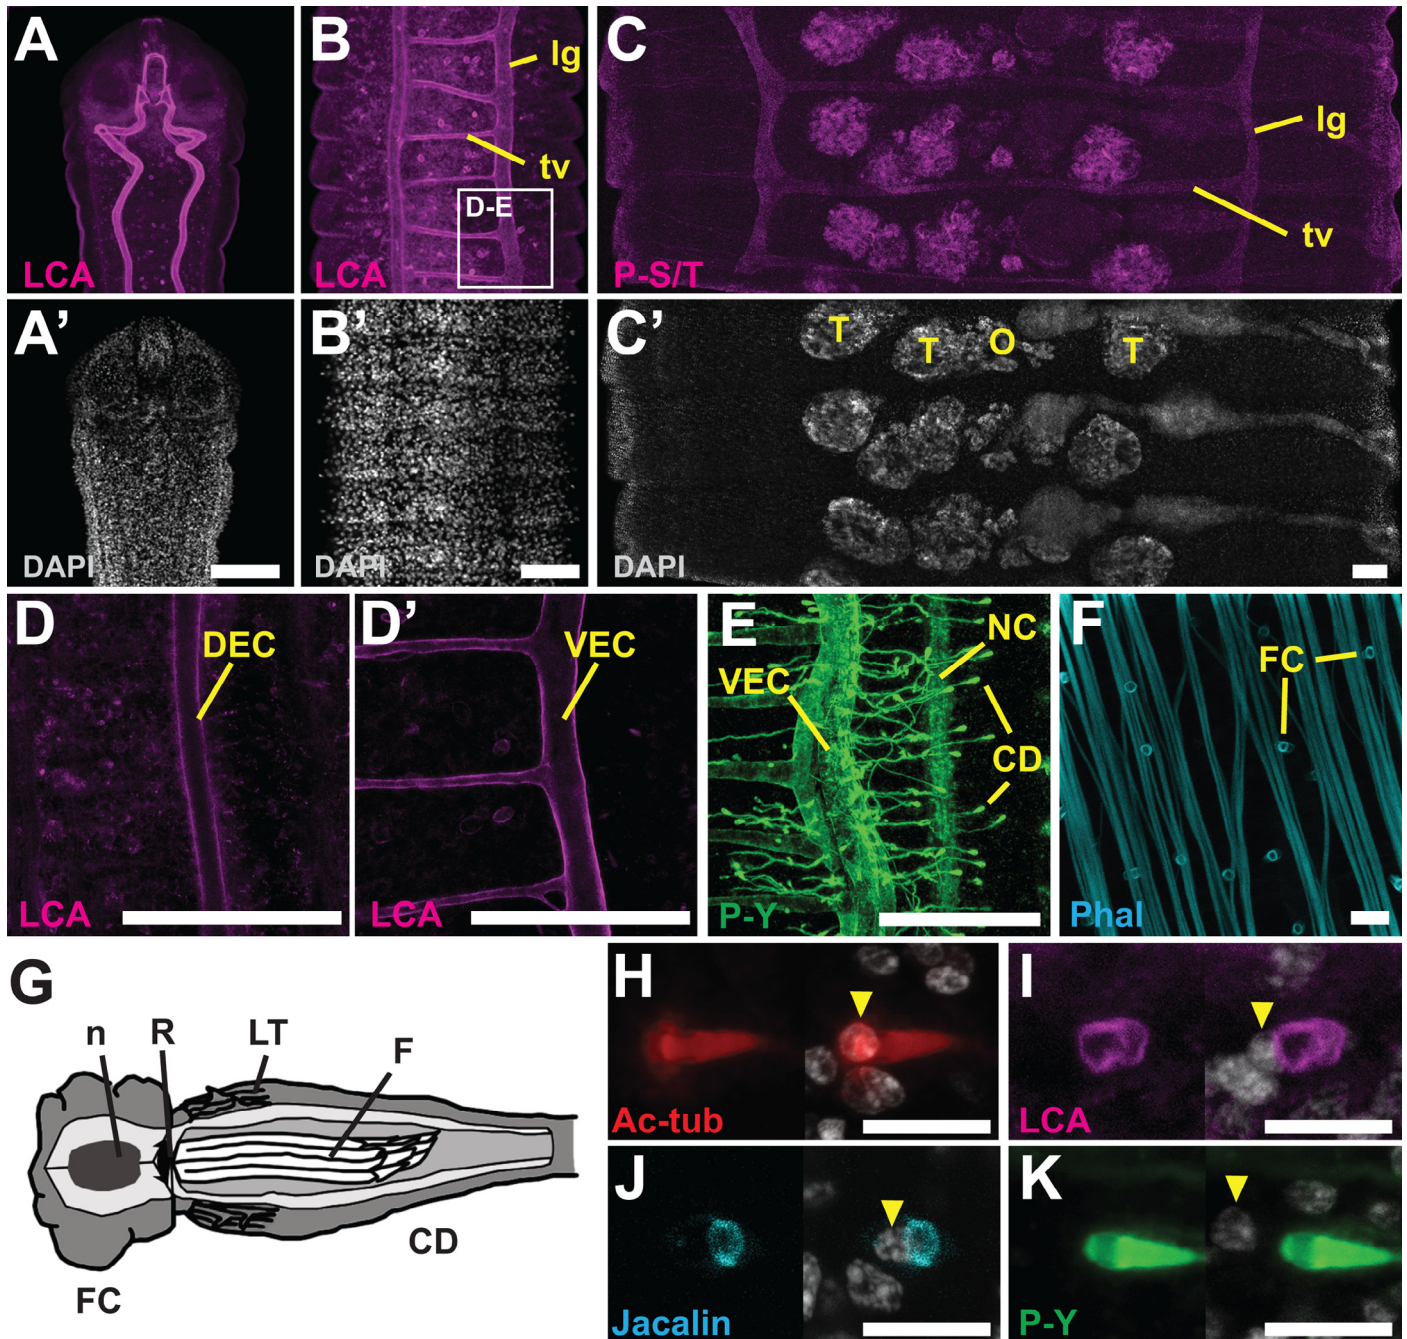 A
LCA
B
lg
tv
D-E
LCA
C
lg
tv
P-S/T
A’
DAPI
B’
DAPI
C’
T
T
O
T
DAPI
D
DEC
LCA
D’
VEC
LCA
E
NC
VEC
CD
P-Y
F
FC
Phal
G
n
R
LT
F
CD
FC
H
Ac-tub
I
LCA
J
Jacalin
K
P-Y